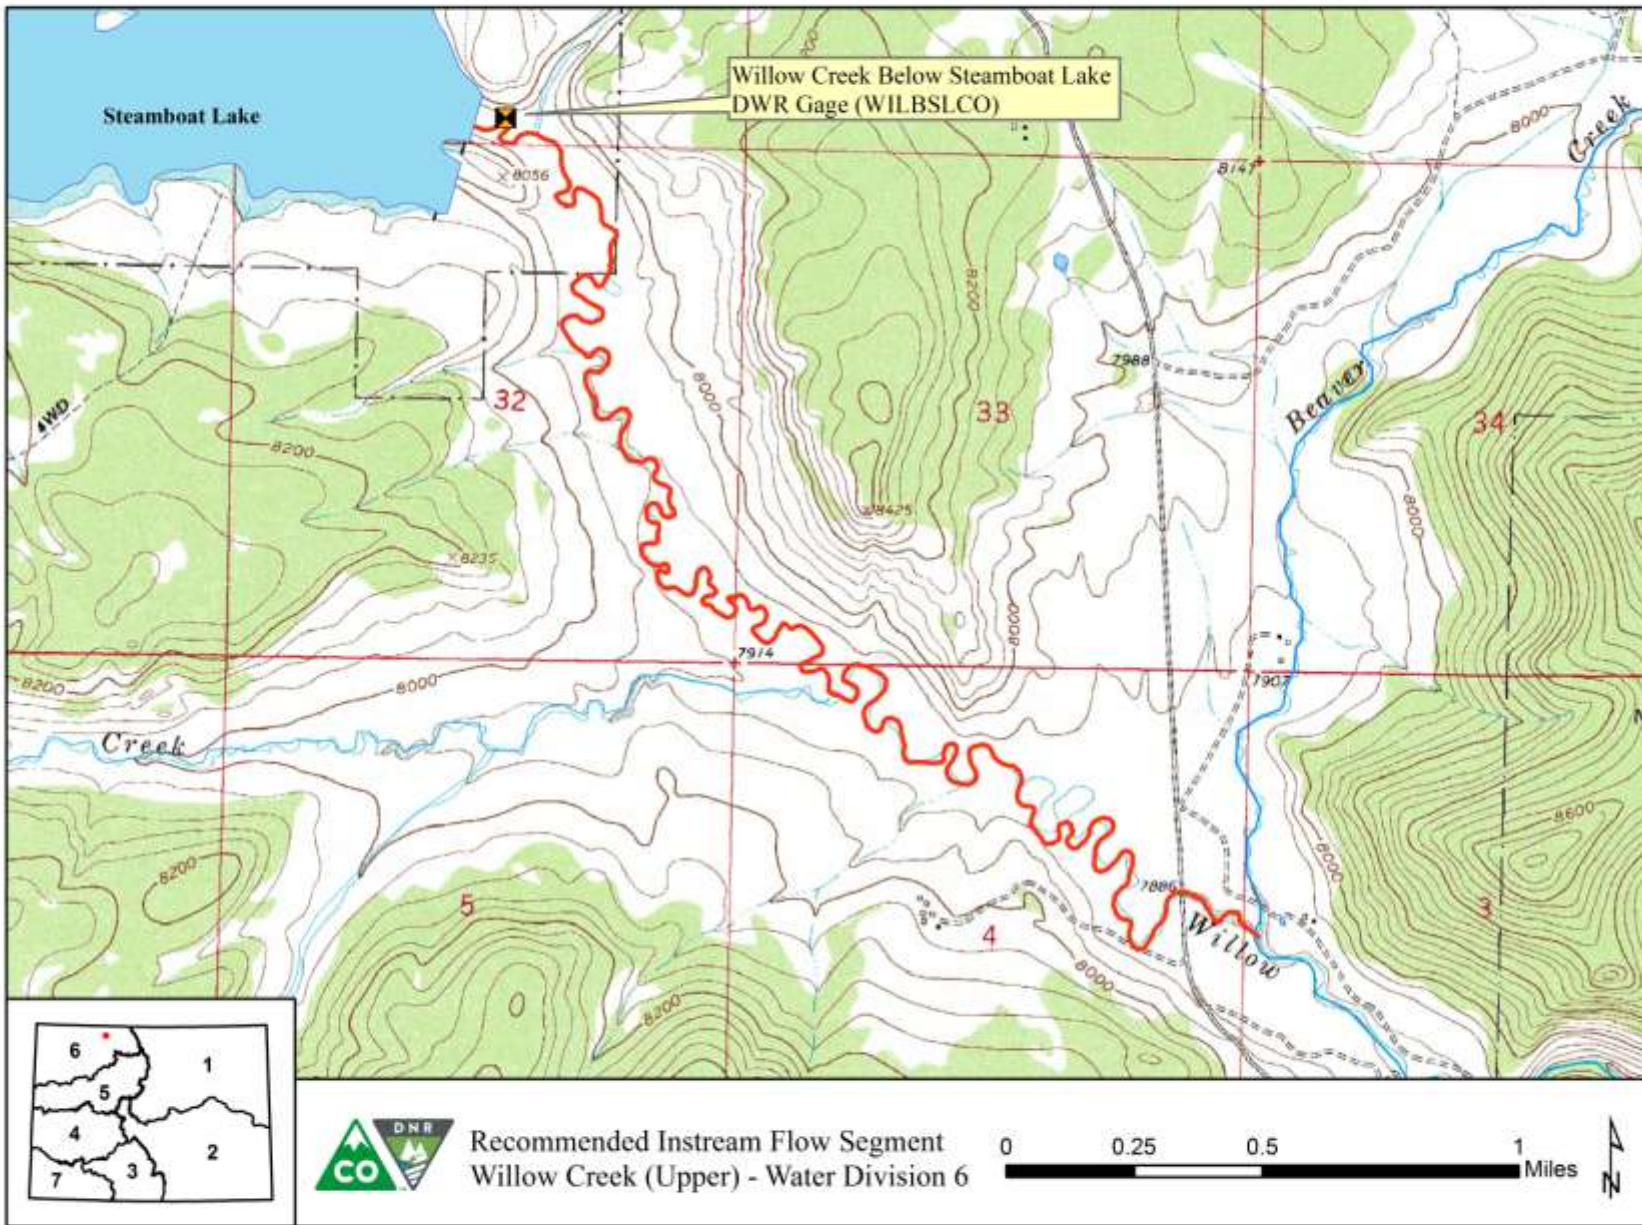 Willow Creek Below Steamboat Lake
DWR Gage (WILBSLCO)
Steamboat Lake
8000
Creek
8147
8056
8200
7988
Beaver
8000
4WD
32
33
34
8200
8425
8000
8235
8000
7914
8200
8000
7907
Creek
8600
8000
8200
7886
5
4
3
Willow
8000
8200
6
1
5
4
2
3
7
DNR
CO
Recommended Instream Flow Segment
Willow Creek (Upper) - Water Division 6
0 0.25 0.5 1
Miles
N